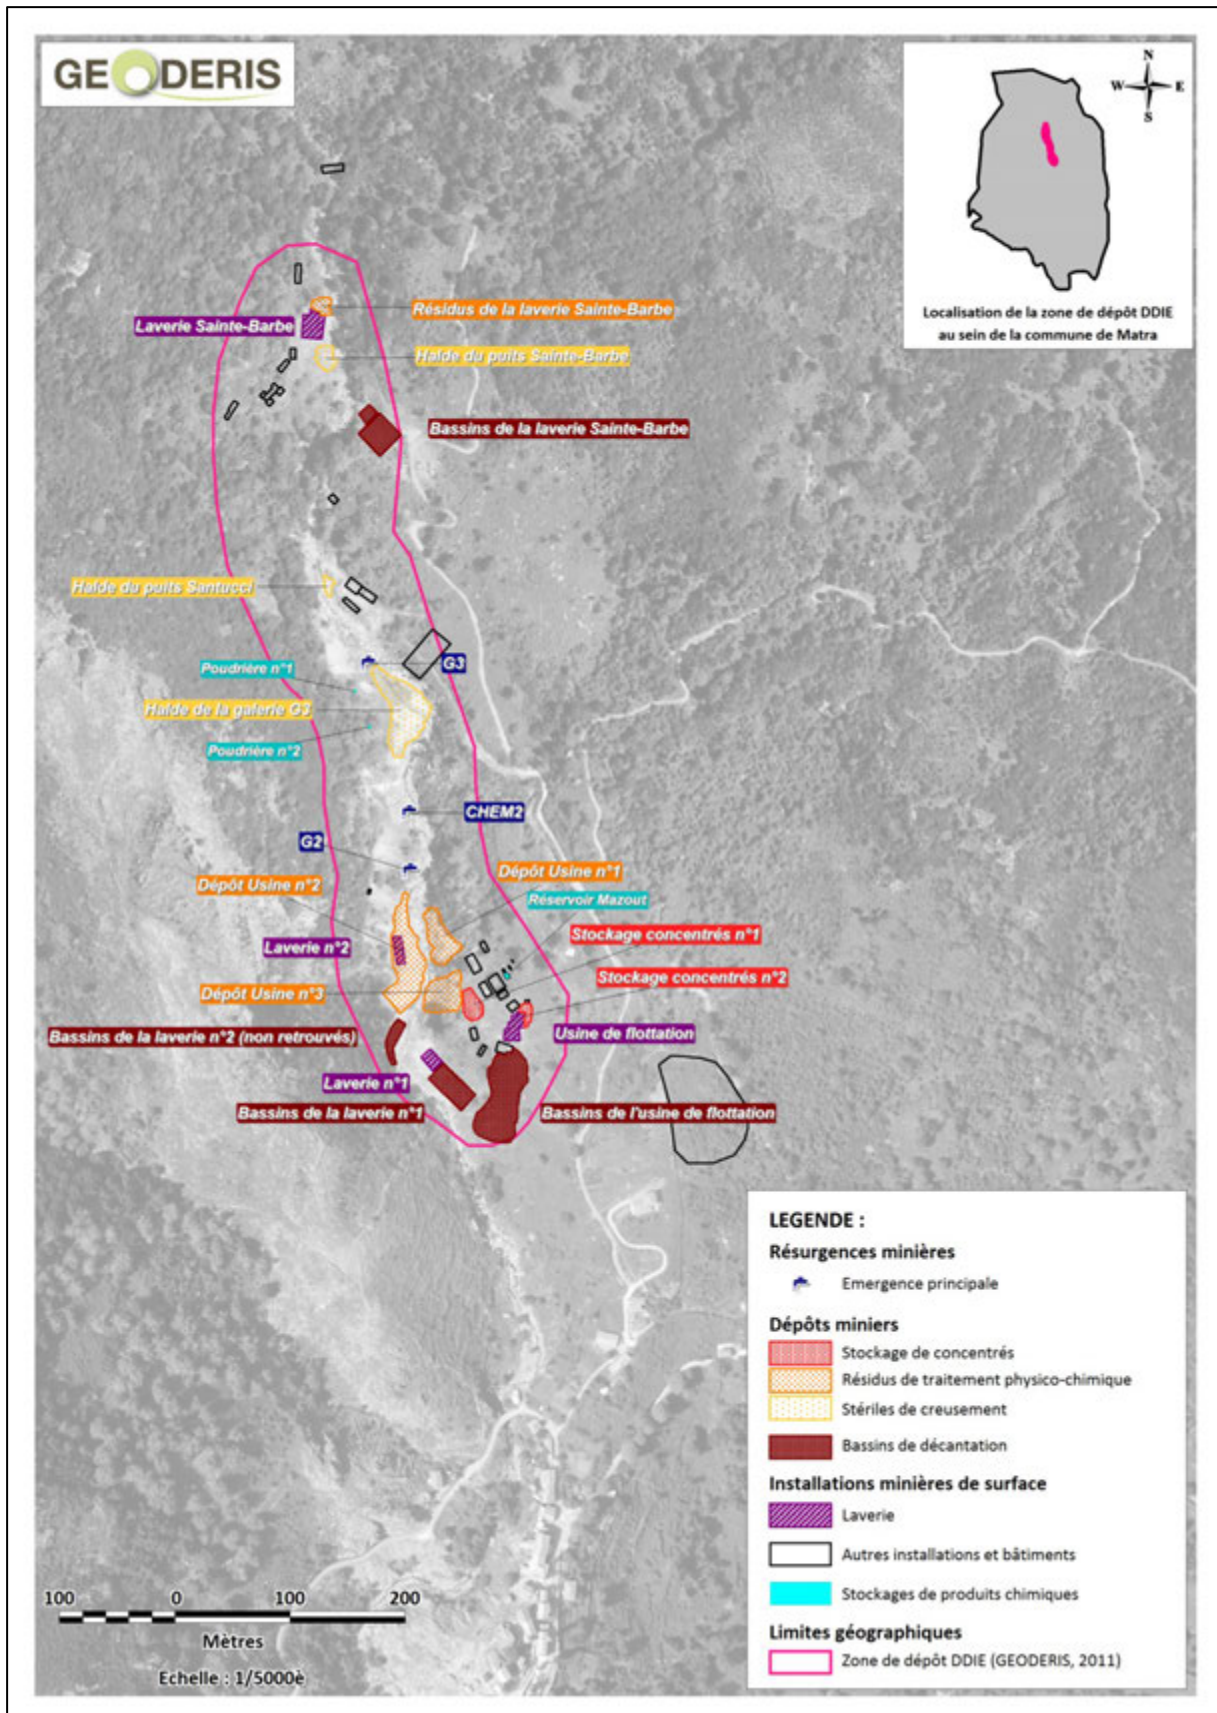 GEODERIS
N
W E
S
Localisation de la zone de dépôt DDIE
au sein de la commune de Matra
Résidus de la laverie Sainte-Barbe
Laverie Sainte-Barbe
Halde du puits Sainte-Barbe
Bassins de la laverie Sainte-Barbe
Halde du puits Santucci
G3
Poudrière n°1
Halde de la galerie G3
Poudrière n°2
CHEM2
G2
Dépôt Usine n°1
Dépôt Usine n°2
Réservoir Mazout
Stockage concentrés n°1
Laverie n°2
Stockage concentrés n°2
Dépôt Usine n°3
Bassins de la laverie n°2 (non retrouvés)
Usine de flottation
Laverie n°1
Bassins de la laverie n°1
Bassins de l'usine de flottation
LEGENDE :
Résurgences minières
Emergence principale
Dépôts miniers
Stockage de concentrés
Résidus de traitement physico-chimique
Stériles de creusement
Bassins de décantation
Installations minières de surface
Laverie
Autres installations et bâtiments
Stockages de produits chimiques
Limites géographiques
Zone de dépôt DDIE (GEODERIS, 2011)
100 0 100 200
Mètres
Echelle : 1/5000è